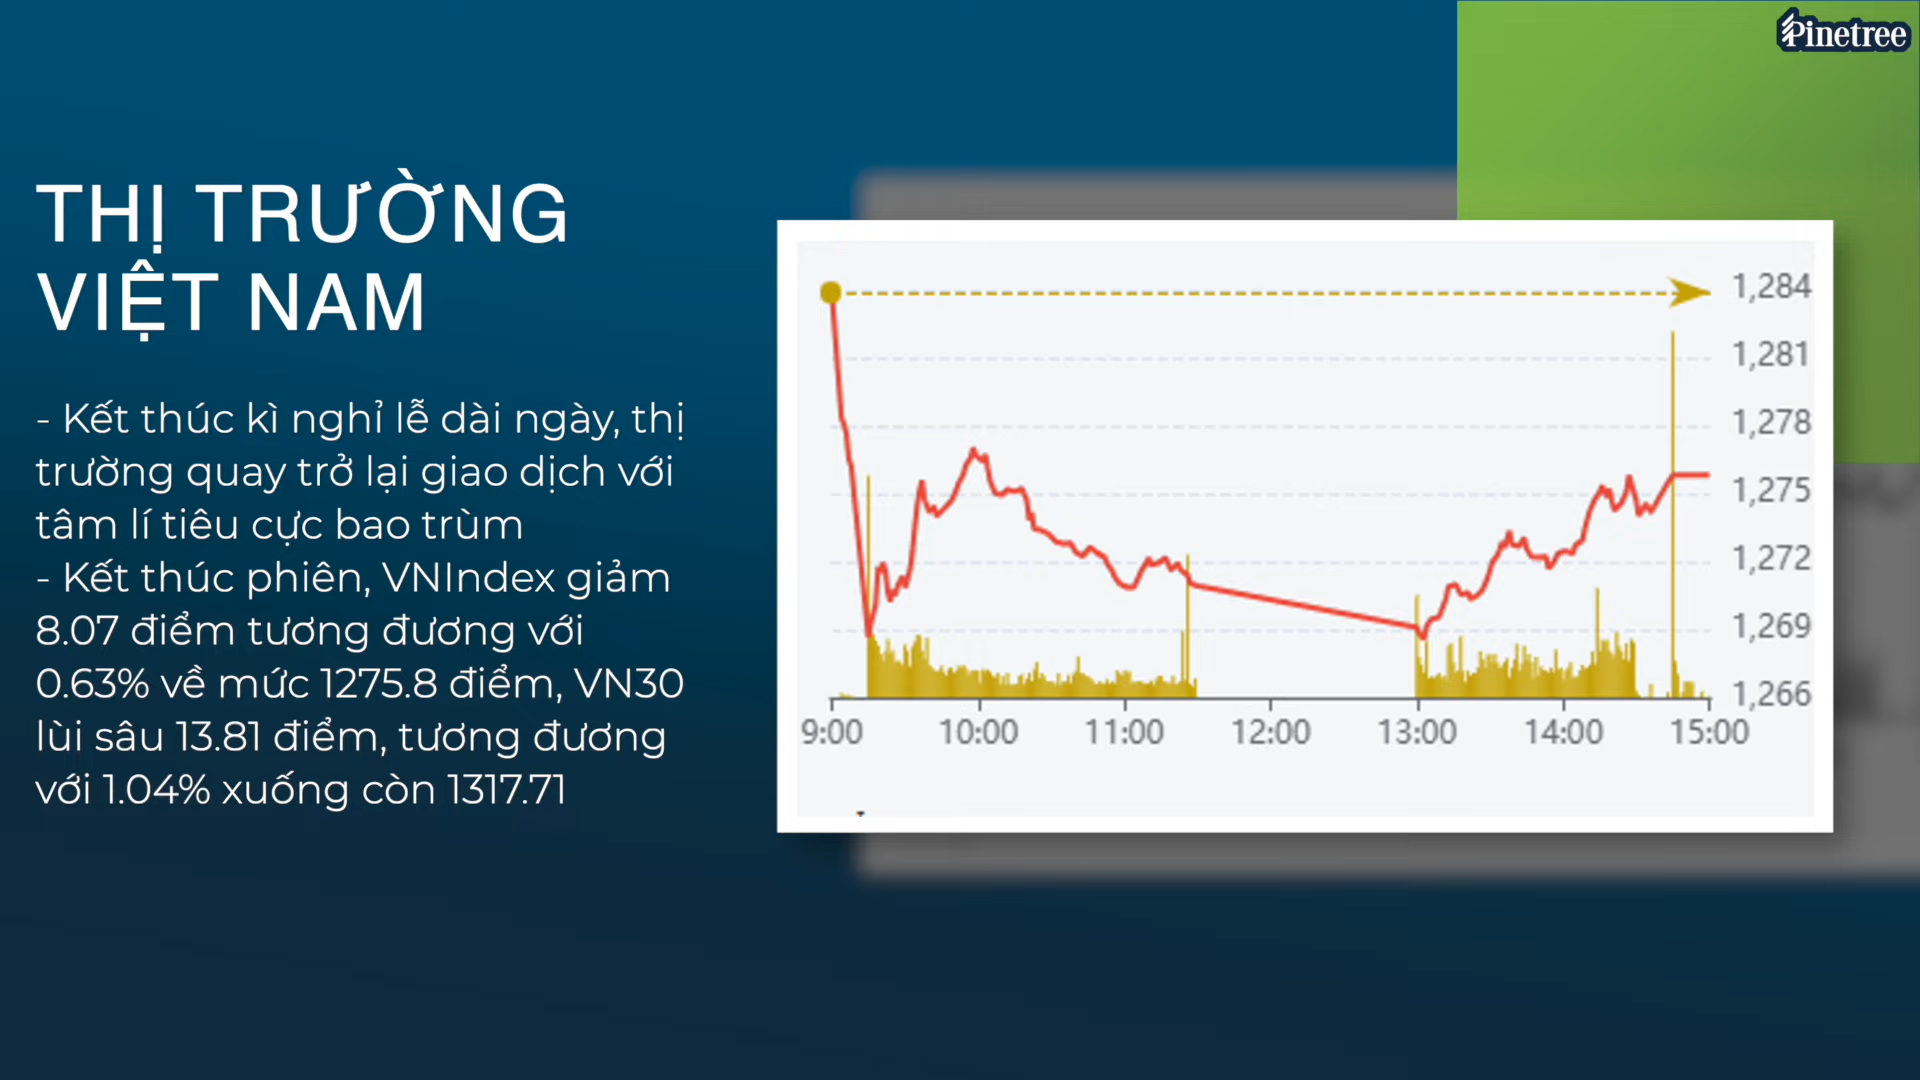 Pinetree
THỊ TRƯỜNG
VIỆT NAM
- Kết thúc kì nghỉ lễ dài ngày, thị
trường quay trở lại giao dịch với
tâm lí tiêu cực bao trùm
- Kết thúc phiên, VNIndex giảm
8.07 điểm tương đương với
0.63% về mức 1275.8 điểm, VN30
lùi sâu 13.81 điểm, tương đương
với 1.04% xuống còn 1317.71
1,284
1,281
1,278
1,275
1,272
1,269
1,266
9:00 10:00 11:00 12:00 13:00 14:00 15:00